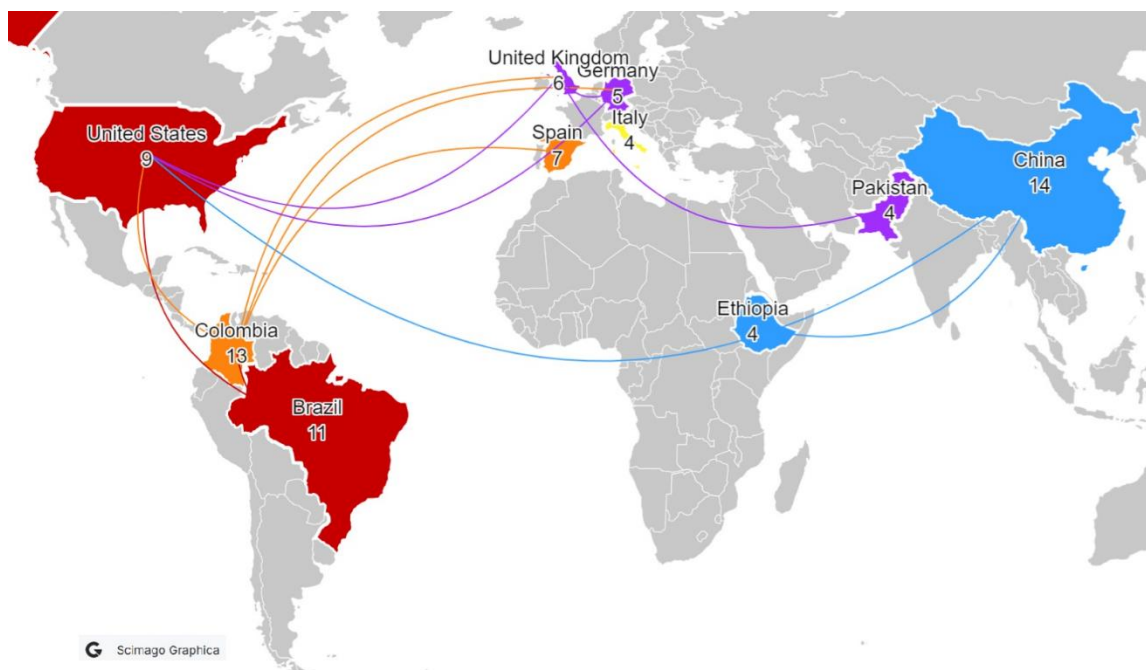 United Kingdom
6
Germany
5
Italy
4
Spain
7
United States
9
China
14
Pakistan
4
Ethiopia
4
Colombia
13
Brazil
11
G Scimago Graphica